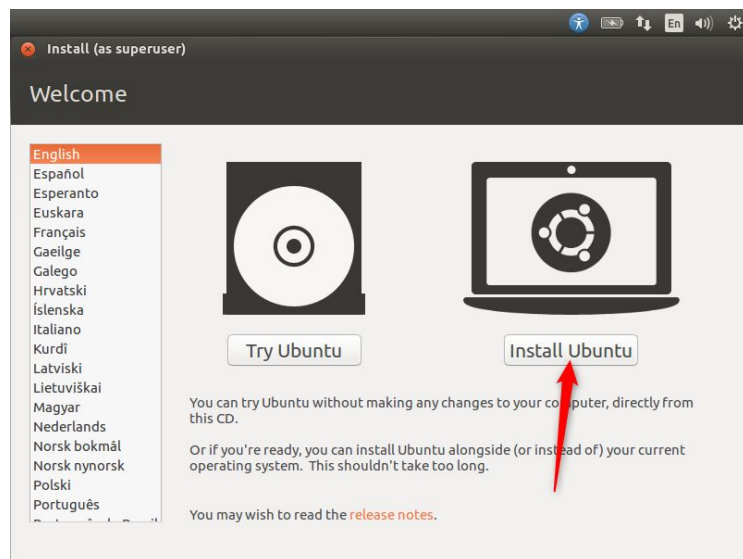 En
Install (as superuser)
Welcome
English
Español
Esperanto
Euskara
Français
Gaeilge
Galego
Hrvatski
Íslenska
Italiano
Kurdî
Latviski
Lietuviškai
Magyar
Nederlands
Norsk bokmål
Norsk nynorsk
Polski
Português
Try Ubuntu
Install Ubuntu
You can try Ubuntu without making any changes to your computer, directly from
this CD.
Or if you're ready, you can install Ubuntu alongside (or instead of) your current
operating system. This shouldn't take too long.
You may wish to read the release notes.